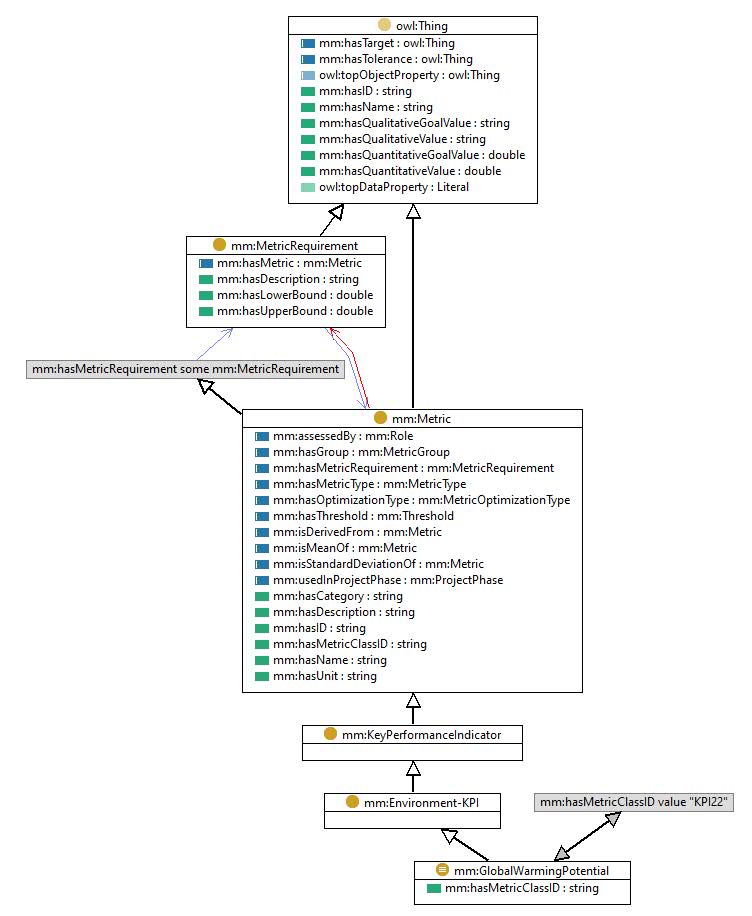 owl:Thing
mm:hasTarget : owl:Thing
mm:hasTolerance : owl:Thing
owl:topObjectProperty : owl:Thing
mm:hasID : string
mm:hasName : string
mm:hasQualitativeGoalValue : string
mm:hasQualitativeValue : string
mm:hasQuantitativeGoalValue : double
mm:hasQuantitativeValue : double
owl:topDataProperty : Literal
mm:MetricRequirement
mm:hasMetric : mm:Metric
mm:hasDescription : string
mm:hasLowerBound : double
mm:hasUpperBound : double
mm:hasMetricRequirement some mm:MetricRequirement
mm:Metric
mm:assessedBy : mm:Role
mm:hasGroup : mm:MetricGroup
mm:hasMetricRequirement : mm:MetricRequirement
mm:hasMetricType : mm:MetricType
mm:hasOptimizationType : mm:MetricOptimizationType
mm:hasThreshold : mm:Threshold
mm:isDerivedFrom : mm:Metric
mm:isMeanOf : mm:Metric
mm:isStandardDeviationOf : mm:Metric
mm:usedInProjectPhase : mm:ProjectPhase
mm:hasCategory : string
mm:hasDescription : string
mm:hasID : string
mm:hasMetricClassID : string
mm:hasName : string
mm:hasUnit : string
mm:KeyPerformanceIndicator
mm:Environment-KPI
mm:hasMetricClassID value "KPI22"
mm:GlobalWarmingPotential
mm:hasMetricClassID : string